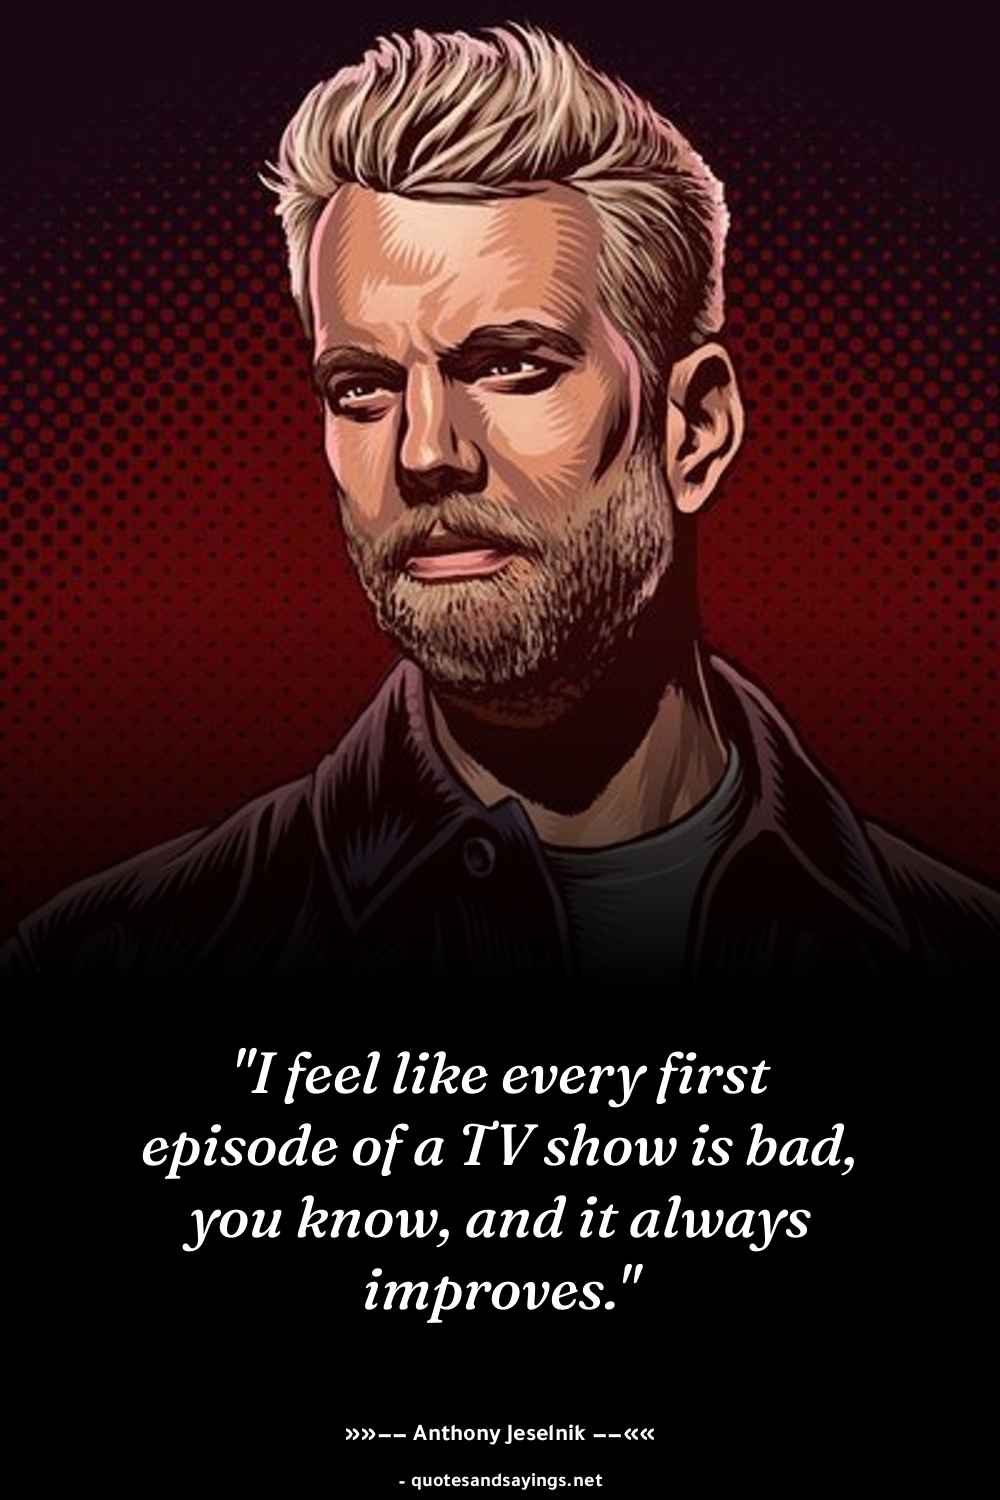 "I feel like every first
episode of a TV show is bad,
you know, and it always
improves."
»»−− Anthony Jeselnik −−««
- quotesandsayings.net